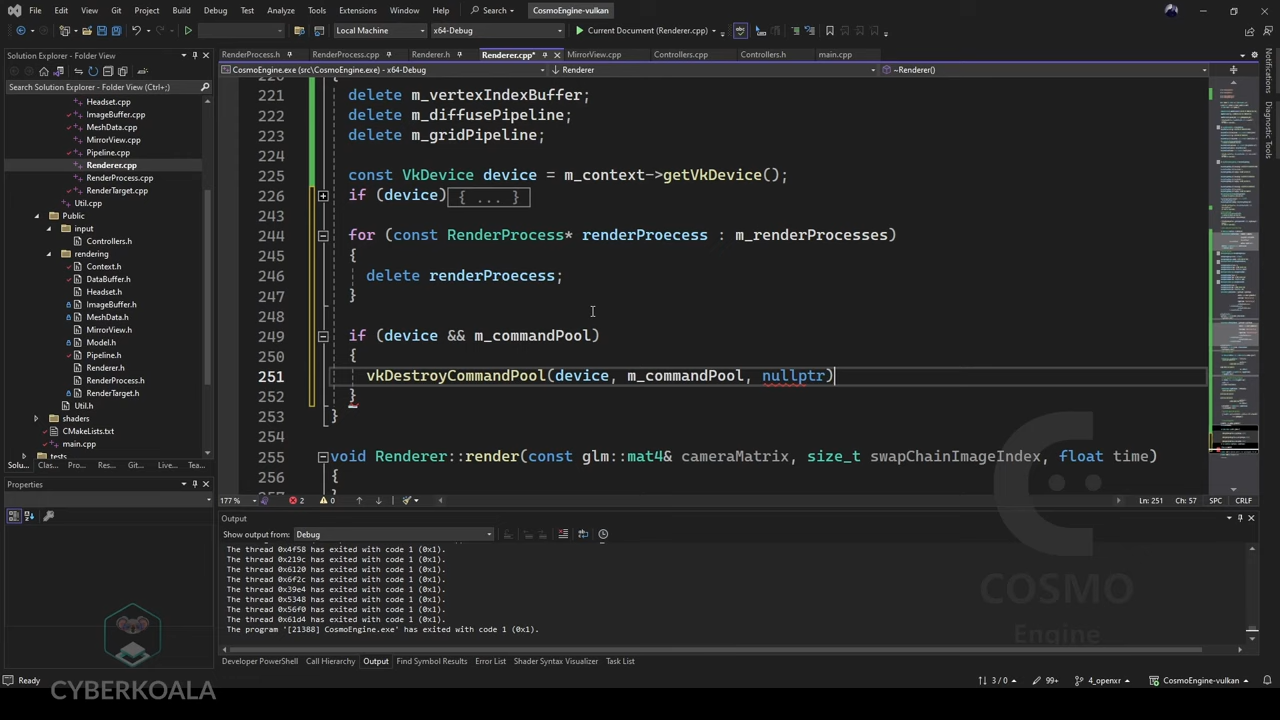 File Edit View Git Project Build Debug Test Analyze Tools Extensions Window Help Search CosmoEngine-vulkan
Local Machine x64-Debug Current Document (Renderer.cpp)
Solution Explorer - Folder View
RenderProcess.h RenderProcess.cpp Renderer.h Renderer.cpp* MirrorView.cpp Controllers.cpp Controllers.h main.cpp
CosmoEngine.exe (src\CosmoEngine.exe) - x64-Debug Renderer ~Renderer()
Search Solution Explorer - Folder View
Headset.cpp
ImageBuffer.cpp
MeshData.cpp
MirrorView.cpp
Pipeline.cpp
Renderer.cpp
RenderProcess.cpp
RenderTarget.cpp
Util.cpp
Public
input
Controllers.h
rendering
Context.h
DataBuffer.h
Headset.h
ImageBuffer.h
MeshData.h
MirrorView.h
Model.h
Pipeline.h
Renderer.h
RenderProcess.h
RenderTarget.h
Util.h
shaders
CMakeLists.txt
main.cpp
tests
Solu... Class... Pro... Res... Git... Live... Tea...
Properties
220 {
221 delete m_vertexIndexBuffer;
222 delete m_diffusePipeline;
223 delete m_gridPipeline;
224
225 const VkDevice device = m_context->getVkDevice();
226 if (device) { ... }
243
244 for (const RenderProcess* renderProecess : m_renderProcesses)
245 {
246 delete renderProecess;
247 }
248
249 if (device && m_commandPool)
250 {
251 vkDestroyCommandPool(device, m_commandPool, nullptr)
252 }
253 }
254
255 void Renderer::render(const glm::mat4& cameraMatrix, size_t swapChainImageIndex, float time)
256 {
177 % 2 0 Ln: 251 Ch: 57 SPC CRLF
Output
Show output from: Debug
The thread 0x4f58 has exited with code 1 (0x1).
The thread 0x219c has exited with code 1 (0x1).
The thread 0x6120 has exited with code 1 (0x1).
The thread 0x6f2c has exited with code 1 (0x1).
The thread 0x39e4 has exited with code 1 (0x1).
The thread 0x5348 has exited with code 1 (0x1).
The thread 0x56f0 has exited with code 1 (0x1).
The thread 0x61d4 has exited with code 1 (0x1).
The program '[21388] CosmoEngine.exe' has exited with code 1 (0x1).
Developer PowerShell Call Hierarchy Output Find Symbol Results Error List Shader Syntax Visualizer Task List
Ready 3 / 0 99+ 4_openxr CosmoEngine-vulkan
Notifications
Diagnostic Tools
COSMO
Engine
CYBERKOALA